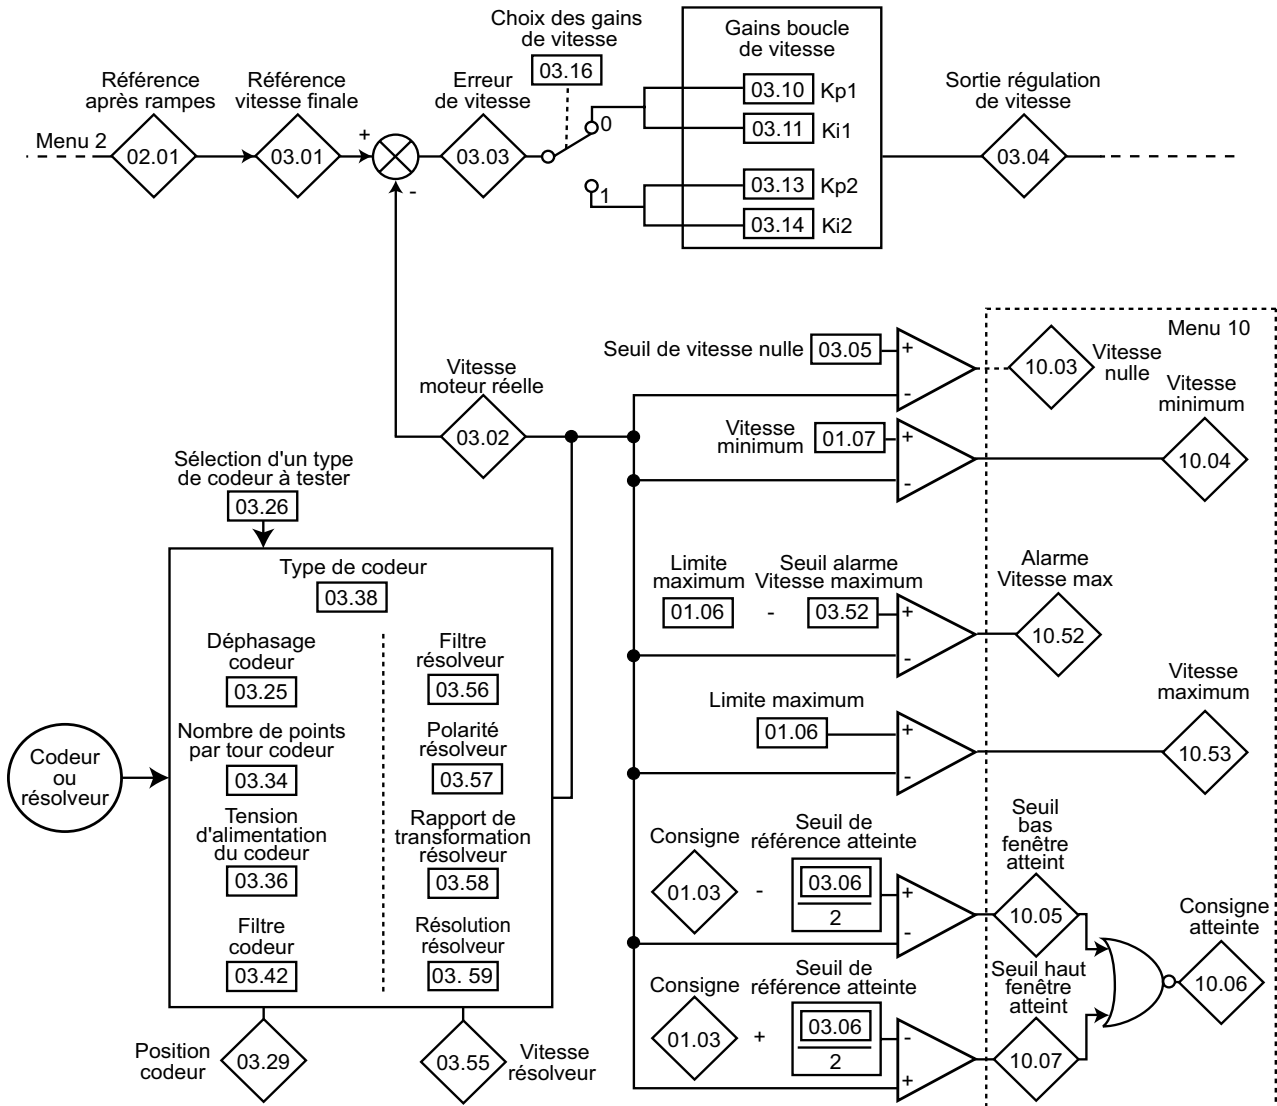 Choix des gains
de vitesse
03.16
Gains boucle
de vitesse
Référence
après rampes
Référence
vitesse finale
Erreur
de vitesse
Sortie régulation
de vitesse
Menu 2
02.01
03.01
+
-
03.03
0
1
03.10 Kp1
03.11 Ki1
03.13 Kp2
03.14 Ki2
03.04
Menu 10
Seuil de vitesse nulle 03.05
+
-
10.03
Vitesse
nulle
Vitesse
moteur réelle
03.02
Vitesse
minimum
01.07
+
-
Vitesse
minimum
10.04
Sélection d'un type
de codeur à tester
03.26
Type de codeur
03.38
Limite
maximum
01.06
-
Seuil alarme
Vitesse maximum
03.52
+
-
Alarme
Vitesse max
10.52
Déphasage
codeur
03.25
Filtre
résolveur
03.56
Limite maximum
01.06
+
-
Vitesse
maximum
10.53
Codeur
ou
résolveur
Nombre de points
par tour codeur
03.34
Polarité
résolveur
03.57
Tension
d'alimentation
du codeur
03.36
Rapport de
transformation
résolveur
03.58
Filtre
codeur
03.42
Résolution
résolveur
03. 59
Consigne
01.03
-
Seuil de
référence atteinte
03.06
2
+
-
Seuil
bas
fenêtre
atteint
10.05
Consigne
atteinte
10.06
Consigne
01.03
+
Seuil de
référence atteinte
03.06
2
-
+
Seuil haut
fenêtre
atteint
10.07
Position
codeur
03.29
03.55
Vitesse
résolveur